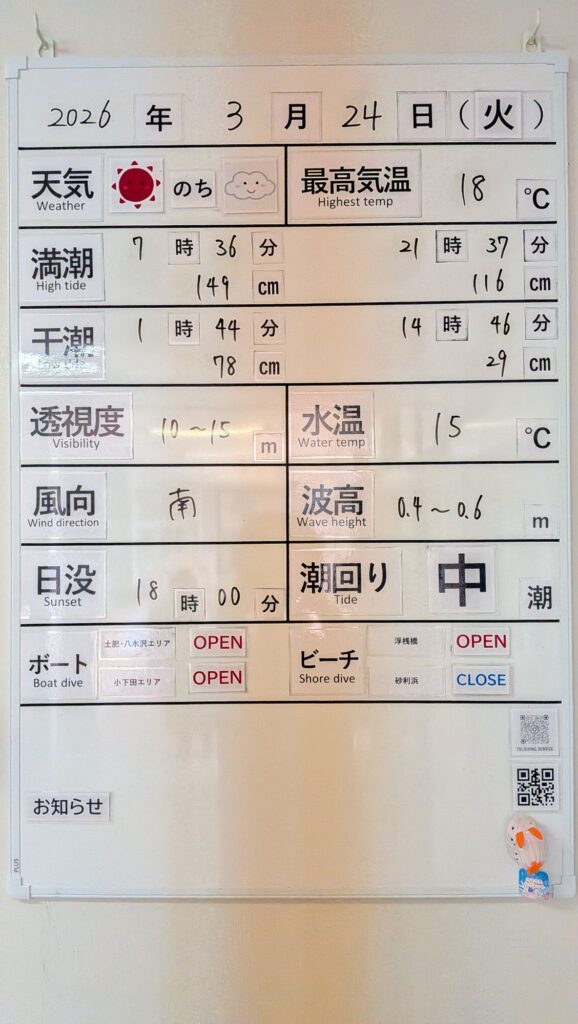 2026 年 3 月 24 日 (火)
天気 のち 最高気温 18 ℃
Weather Highest temp
満潮 7 時 36 分 21 時 37 分
High tide 149 cm 116 cm
干潮 1 時 44 分 14 時 46 分
78 cm 29 cm
透視度 10~15 m 水温 15 ℃
Visibility Water temp
風向 南 波高 0.4~0.6 m
Wind direction Wave height
日没 18 時 00 分 潮回り 中 潮
Sunset Tide
ボート 土肥・八木沢エリア OPEN ビーチ 浮桟橋 OPEN
Boat dive 小下田エリア OPEN Shore dive 砂利浜 CLOSE
お知らせ
PLUS